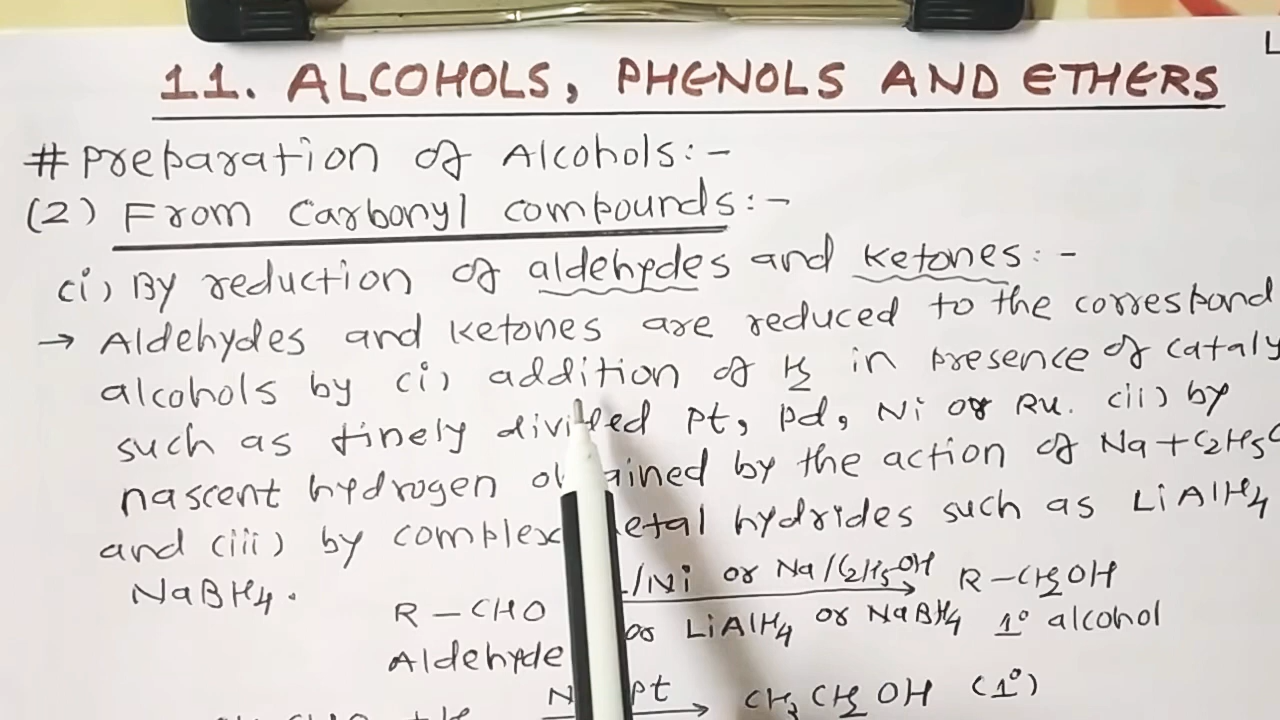 L
11. ALCOHOLS, PHENOLS AND ETHERS
# Preparation of Alcohols:-
(2) From Carbonyl compounds:-
(i) By reduction of aldehydes and ketones:-
→ Aldehydes and ketones are reduced to the correspond
alcohols by (i) addition of H2 in presence of cataly
such as finely divided Pt, Pd, Ni or Ru. (ii) by
nascent hydrogen obtained by the action of Na + C2H5O
and (iii) by complex metal hydrides such as LiAlH4
NaBH4.
/Ni or Na/C2H5OH
R-CHO R-CH2OH
or LiAlH4 or NaBH4 1° alcohol
Aldehyde
N Pt CH3CH2OH (1°)